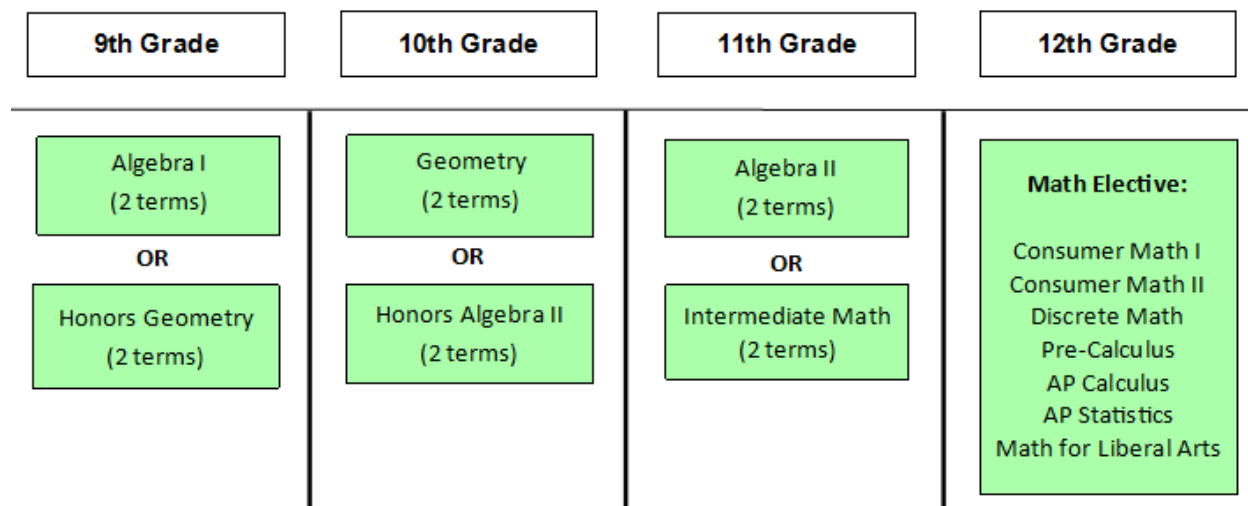 9th Grade
10th Grade
11th Grade
12th Grade
Algebra I
(2 terms)
OR
Honors Geometry
(2 terms)
Geometry
(2 terms)
OR
Honors Algebra II
(2 terms)
Algebra II
(2 terms)
OR
Intermediate Math
(2 terms)
Math Elective:
Consumer Math I
Consumer Math II
Discrete Math
Pre-Calculus
AP Calculus
AP Statistics
Math for Liberal Arts